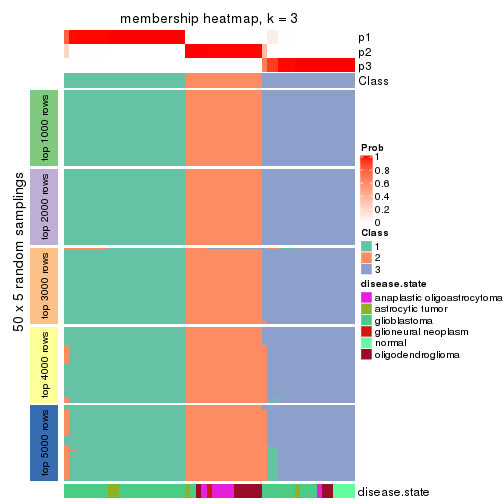 membership heatmap, k = 3
p1
p2
p3
Class
50 x 5 random samplings
top 1000 rows
top 2000 rows
top 3000 rows
top 4000 rows
top 5000 rows
Prob
1
0.8
0.6
0.4
0.2
0
Class
1
2
3
disease.state
anaplastic oligoastrocytoma
astrocytic tumor
glioblastoma
glioneural neoplasm
normal
oligodendroglioma
disease.state